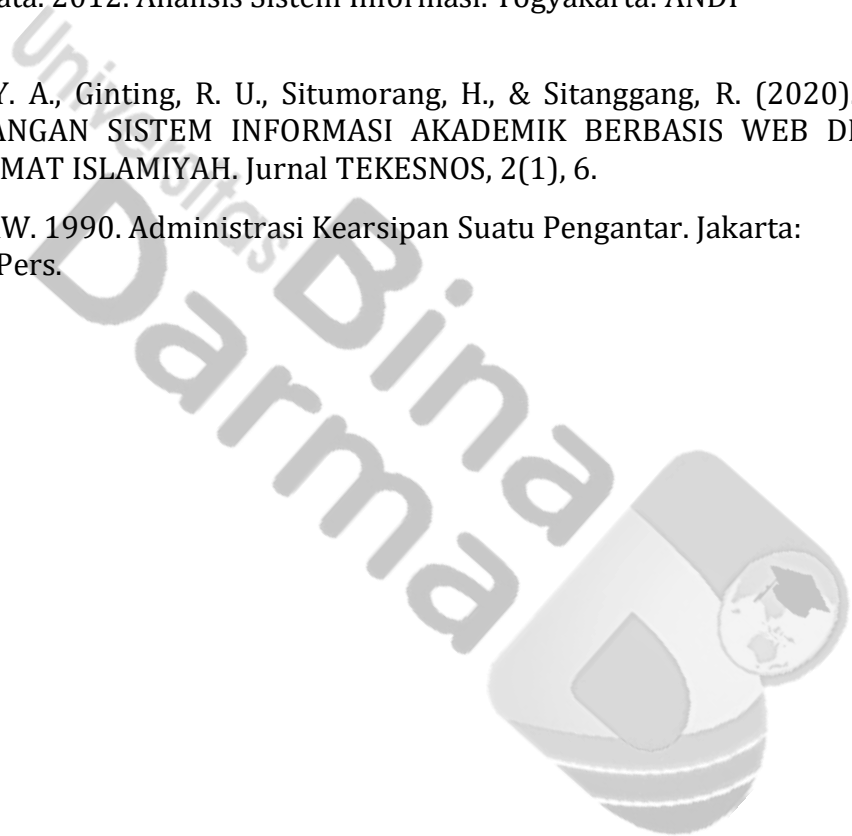 ata. 2012. Analisis Sistem Informasi. Yogyakarta: ANDI
Y. A., Ginting, R. U., Situmorang, H., & Sitanggang, R. (2020).
ANGAN SISTEM INFORMASI AKADEMIK BERBASIS WEB DI
MAT ISLAMIYAH. Jurnal TEKESNOS, 2(1), 6.
W. 1990. Administrasi Kearsipan Suatu Pengantar. Jakarta:
Pers.
Universitas
Bina
Darma